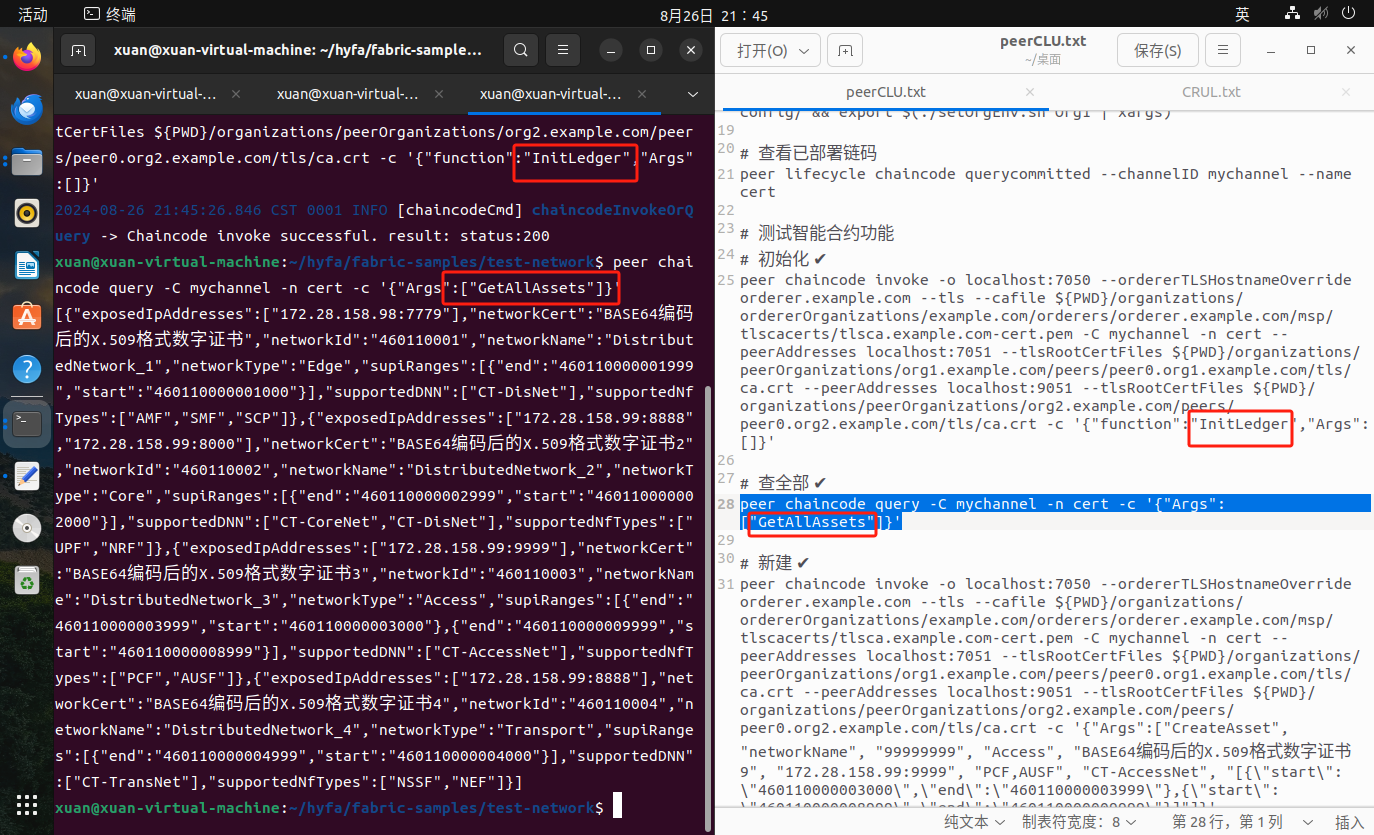 活动
终端
8月26日 21：45
英
xuan@xuan-virtual-machine: ~/hyfa/fabric-sample...
xuan@xuan-virtual-... ×
xuan@xuan-virtual-... ×
xuan@xuan-virtual-... ×
tCertFiles ${PWD}/organizations/peerOrganizations/org2.example.com/peer
s/peer0.org2.example.com/tls/ca.crt -c '{"function":"InitLedger","Args"
:[]}'
2024-08-26 21:45:26.846 CST 0001 INFO [chaincodeCmd] chaincodeInvokeOrQ
uery -> Chaincode invoke successful. result: status:200
xuan@xuan-virtual-machine:~/hyfa/fabric-samples/test-network$ peer chai
ncode query -C mychannel -n cert -c '{"Args":["GetAllAssets"]}'
[{"exposedIpAddresses":["172.28.158.98:7779"],"networkCert":"BASE64编码
后的X.509格式数字证书","networkId":"460110001","networkName":"Distribut
edNetwork_1","networkType":"Edge","supiRanges":[{"end":"460110000001999
","start":"460110000001000"}],"supportedDNN":["CT-DisNet"],"supportedNf
Types":["AMF","SMF","SCP"]},{"exposedIpAddresses":["172.28.158.99:8888"
,"172.28.158.99:8000"],"networkCert":"BASE64编码后的X.509格式数字证书2"
,"networkId":"460110002","networkName":"DistributedNetwork_2","networkT
ype":"Core","supiRanges":[{"end":"460110000002999","start":"46011000000
2000"}],"supportedDNN":["CT-CoreNet","CT-DisNet"],"supportedNfTypes":["
UPF","NRF"]},{"exposedIpAddresses":["172.28.158.99:9999"],"networkCert"
:"BASE64编码后的X.509格式数字证书3","networkId":"460110003","networkNam
e":"DistributedNetwork_3","networkType":"Access","supiRanges":[{"end":"
460110000003999","start":"460110000003000"},{"end":"460110000009999","s
tart":"460110000008999"}],"supportedDNN":["CT-AccessNet"],"supportedNfT
ypes":["PCF","AUSF"]},{"exposedIpAddresses":["172.28.158.99:8888"],"net
workCert":"BASE64编码后的X.509格式数字证书4","networkId":"460110004","n
etworkName":"DistributedNetwork_4","networkType":"Transport","supiRange
s":[{"end":"460110000004999","start":"460110000004000"}],"supportedDNN"
:["CT-TransNet"],"supportedNfTypes":["NSSF","NEF"]}]
xuan@xuan-virtual-machine:~/hyfa/fabric-samples/test-network$
打开(O)
peerCLU.txt
~/桌面
保存(S)
peerCLU.txt ×
CRUL.txt ×
config/ && export $(./setOrgEnv.sh Org1 | xargs)
19
20 # 查看已部署链码
21 peer lifecycle chaincode querycommitted --channelID mychannel --name
cert
22
23 # 测试智能合约功能
24 # 初始化 ✔
25 peer chaincode invoke -o localhost:7050 --ordererTLSHostnameOverride
orderer.example.com --tls --cafile ${PWD}/organizations/
ordererOrganizations/example.com/orderers/orderer.example.com/msp/
tlscacerts/tlsca.example.com-cert.pem -C mychannel -n cert --
peerAddresses localhost:7051 --tlsRootCertFiles ${PWD}/organizations/
peerOrganizations/org1.example.com/peers/peer0.org1.example.com/tls/
ca.crt --peerAddresses localhost:9051 --tlsRootCertFiles ${PWD}/
organizations/peerOrganizations/org2.example.com/peers/
peer0.org2.example.com/tls/ca.crt -c '{"function":"InitLedger","Args":
[]}'
26
27 # 查全部 ✔
28 peer chaincode query -C mychannel -n cert -c '{"Args":
["GetAllAssets"]}'
29
30 # 新建 ✔
31 peer chaincode invoke -o localhost:7050 --ordererTLSHostnameOverride
orderer.example.com --tls --cafile ${PWD}/organizations/
ordererOrganizations/example.com/orderers/orderer.example.com/msp/
tlscacerts/tlsca.example.com-cert.pem -C mychannel -n cert --
peerAddresses localhost:7051 --tlsRootCertFiles ${PWD}/organizations/
peerOrganizations/org1.example.com/peers/peer0.org1.example.com/tls/
ca.crt --peerAddresses localhost:9051 --tlsRootCertFiles ${PWD}/
organizations/peerOrganizations/org2.example.com/peers/
peer0.org2.example.com/tls/ca.crt -c '{"Args":["CreateAsset",
"networkName", "99999999", "Access", "BASE64编码后的X.509格式数字证书
9", "172.28.158.99:9999", "PCF,AUSF", "CT-AccessNet", "[{\"start\":
\"460110000003000\",\"end\":\"460110000003999\"},{\"start\":
\"460110000008999\",\"end\":\"460110000009999\"}]"]}'
纯文本
制表符宽度：8
第 28 行，第 1 列
插入